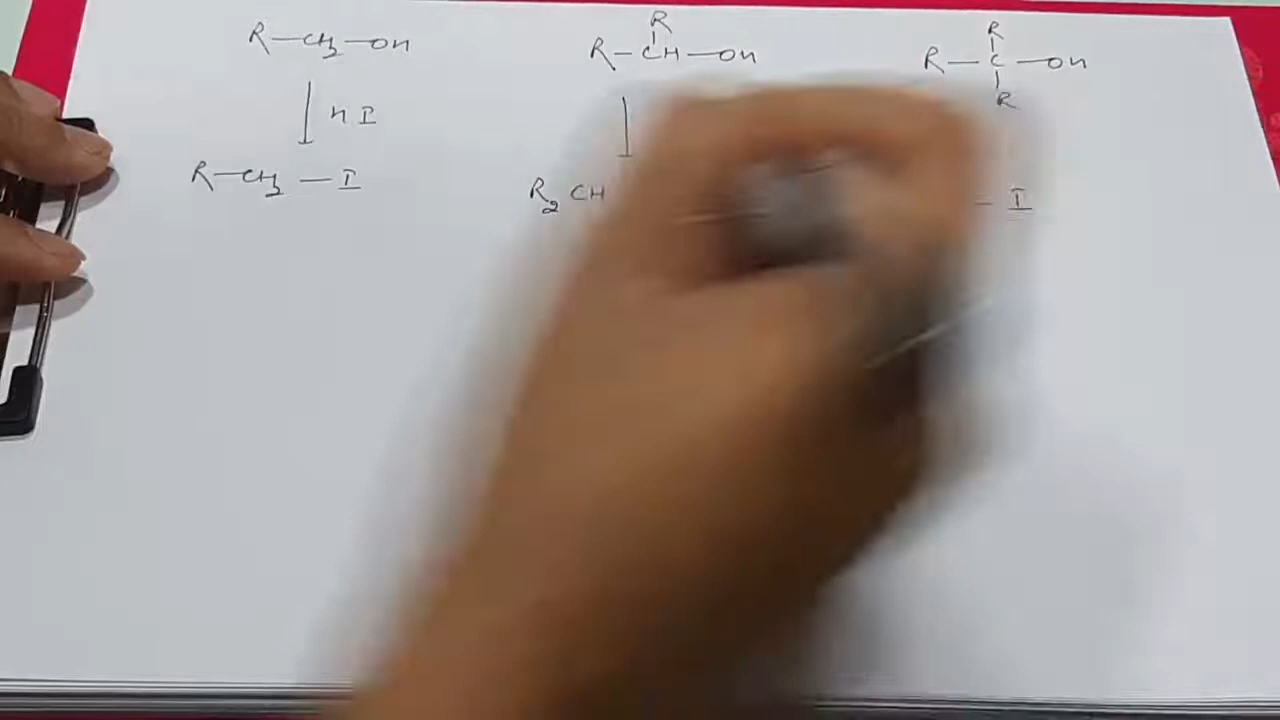 R R
R-CH2-OH R-CH-OH R-C-OH
R
HI
R-CH2-I R2CH - I